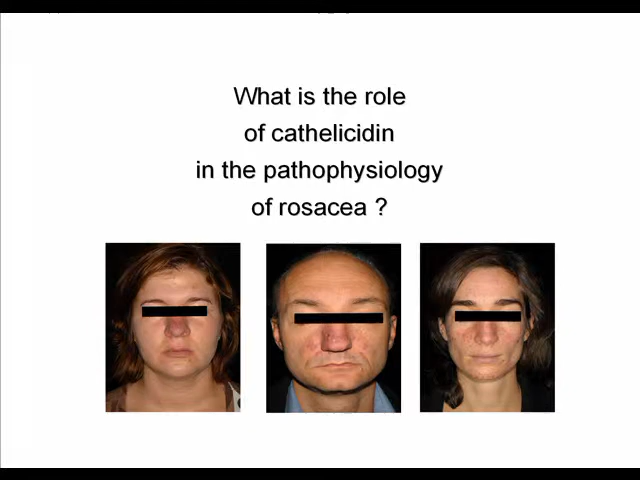 What is the role
of cathelicidin
in the pathophysiology
of rosacea ?